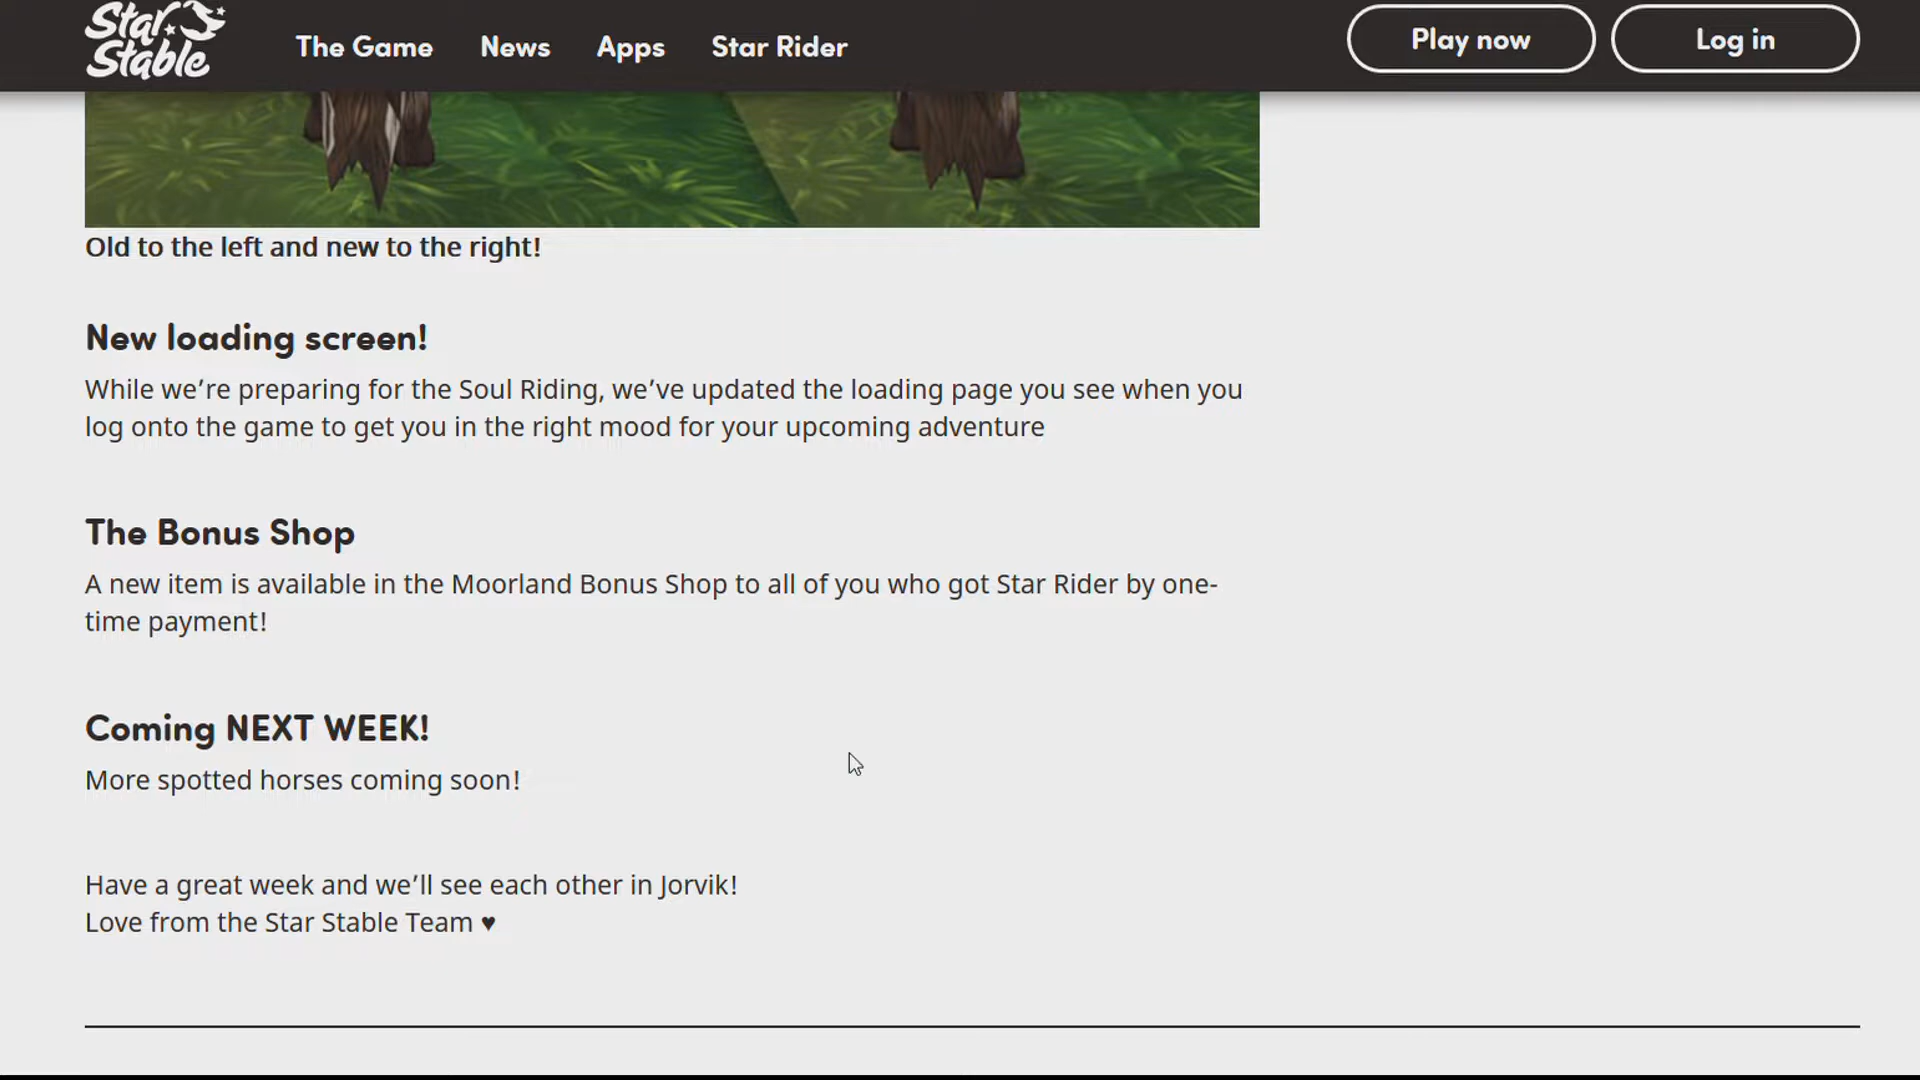 Star Stable
The Game
News
Apps
Star Rider
Play now
Log in
Old to the left and new to the right!
New loading screen!
While we’re preparing for the Soul Riding, we’ve updated the loading page you see when you
log onto the game to get you in the right mood for your upcoming adventure
The Bonus Shop
A new item is available in the Moorland Bonus Shop to all of you who got Star Rider by one-
time payment!
Coming NEXT WEEK!
More spotted horses coming soon!
Have a great week and we’ll see each other in Jorvik!
Love from the Star Stable Team ♥